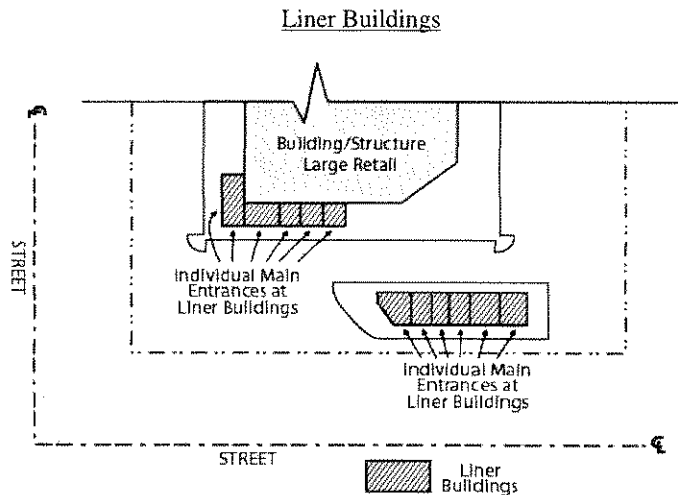 Liner Buildings
Building/Structure
Large Retail
Individual Main
Entrances at
Liner Buildings
STREET
Individual Main
Entrances at
Liner Buildings
STREET
Liner
Buildings